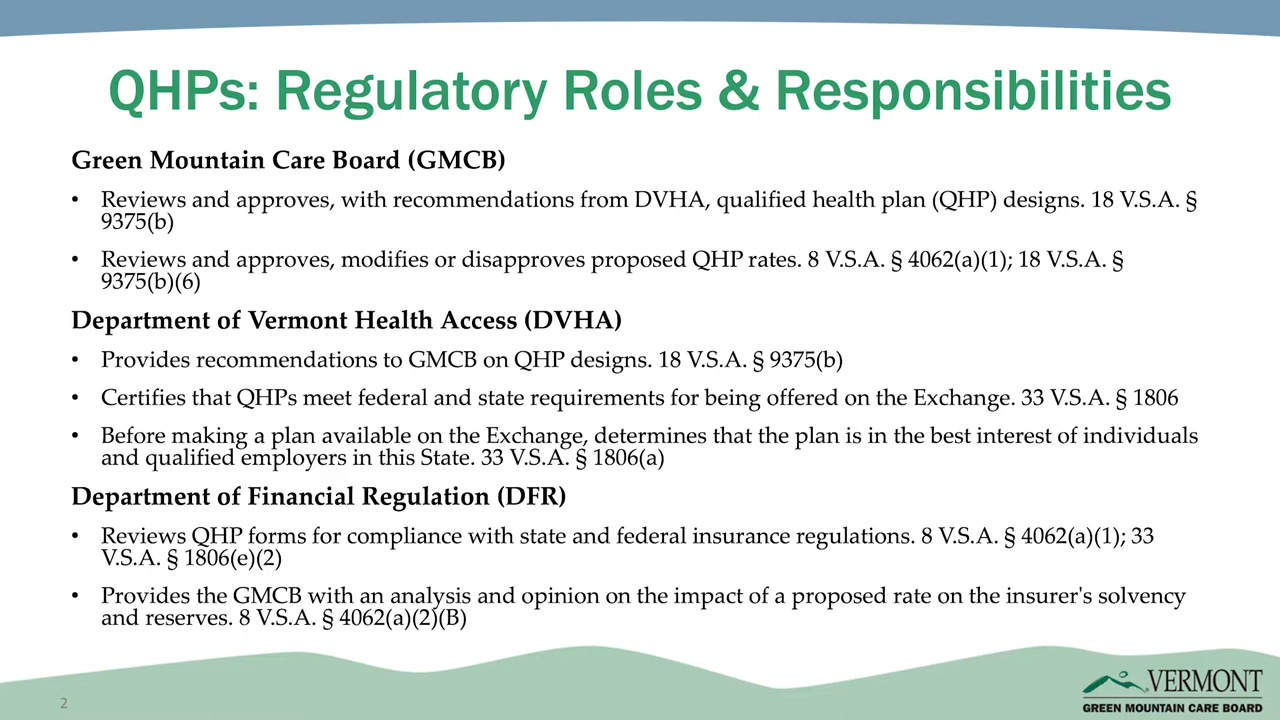 QHPs: Regulatory Roles & Responsibilities
Green Mountain Care Board (GMCB)
• Reviews and approves, with recommendations from DVHA, qualified health plan (QHP) designs. 18 V.S.A. §
9375(b)
• Reviews and approves, modifies or disapproves proposed QHP rates. 8 V.S.A. § 4062(a)(1); 18 V.S.A. §
9375(b)(6)
Department of Vermont Health Access (DVHA)
• Provides recommendations to GMCB on QHP designs. 18 V.S.A. § 9375(b)
• Certifies that QHPs meet federal and state requirements for being offered on the Exchange. 33 V.S.A. § 1806
• Before making a plan available on the Exchange, determines that the plan is in the best interest of individuals
and qualified employers in this State. 33 V.S.A. § 1806(a)
Department of Financial Regulation (DFR)
• Reviews QHP forms for compliance with state and federal insurance regulations. 8 V.S.A. § 4062(a)(1); 33
V.S.A. § 1806(e)(2)
• Provides the GMCB with an analysis and opinion on the impact of a proposed rate on the insurer's solvency
and reserves. 8 V.S.A. § 4062(a)(2)(B)
2
VERMONT
GREEN MOUNTAIN CARE BOARD